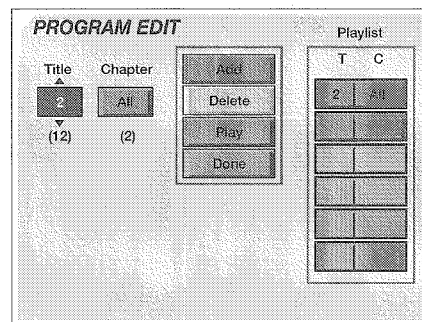 PROGRAM EDIT
Playlist
Title Chapter
T C
2 All
(12) (2)
Add
Delete
Play
Done
2 All